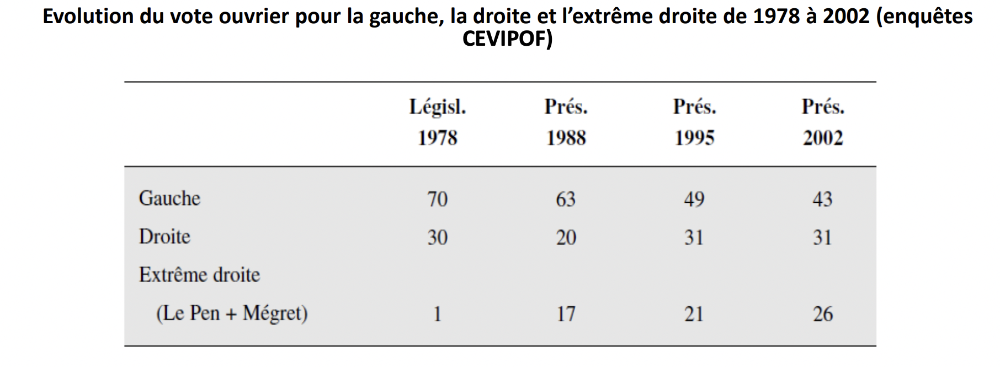 Evolution du vote ouvrier pour la gauche, la droite et l’extrême droite de 1978 à 2002 (enquêtes
CEVIPOF)
Législ. Prés. Prés. Prés.
1978 1988 1995 2002
Gauche 70 63 49 43
Droite 30 20 31 31
Extrême droite
(Le Pen + Mégret) 1 17 21 26